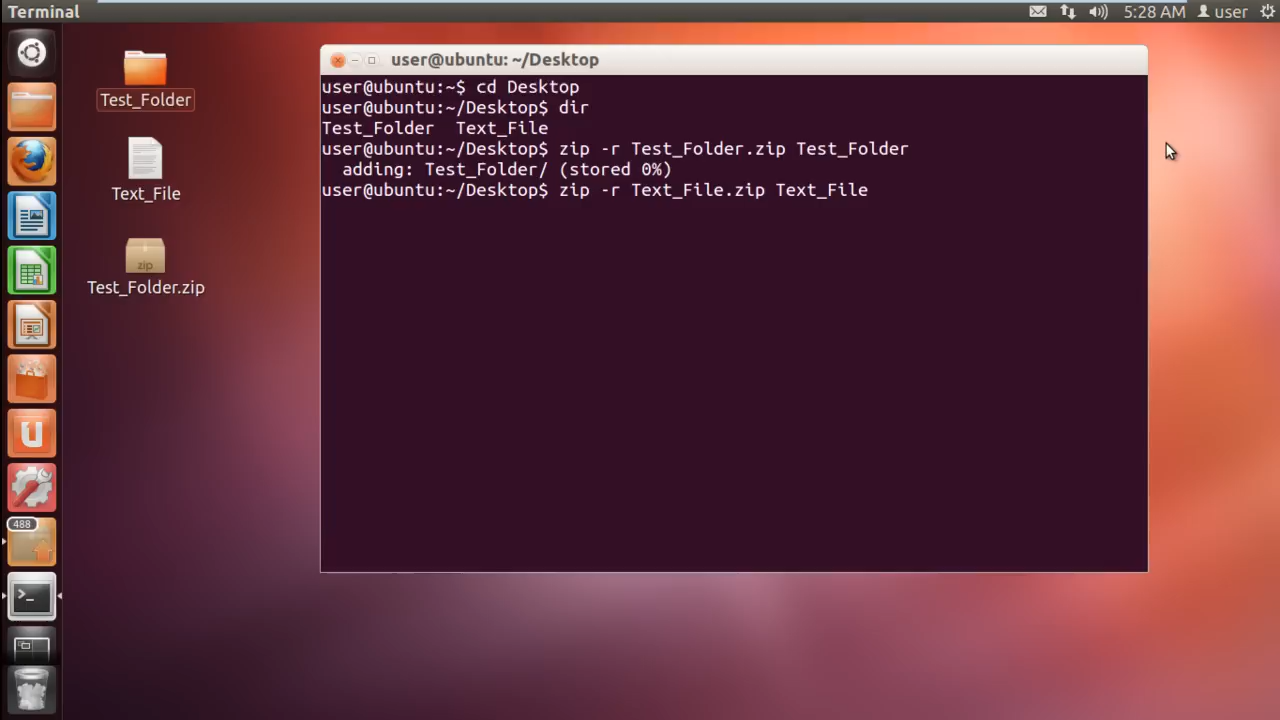 Terminal
5:28 AM user
Test_Folder
Text_File
zip
Test_Folder.zip
488
>_
user@ubuntu: ~/Desktop
user@ubuntu:~$ cd Desktop
user@ubuntu:~/Desktop$ dir
Test_Folder  Text_File
user@ubuntu:~/Desktop$ zip -r Test_Folder.zip Test_Folder
  adding: Test_Folder/ (stored 0%)
user@ubuntu:~/Desktop$ zip -r Text_File.zip Text_File